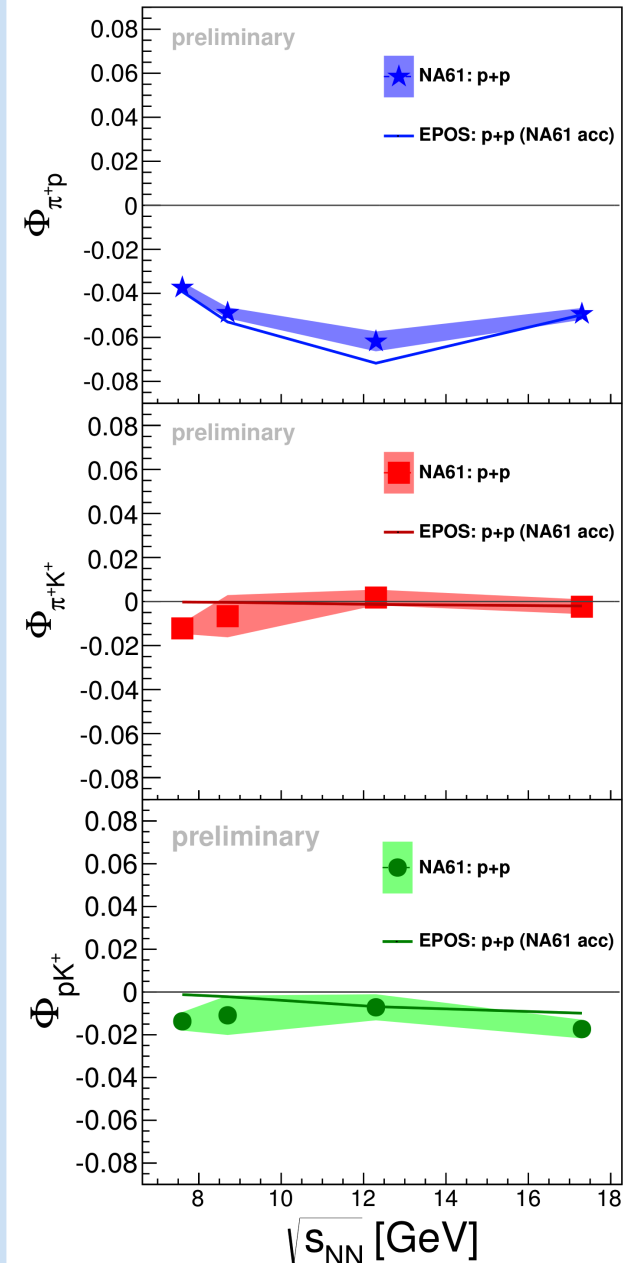 preliminary
NA61: p+p
EPOS: p+p (NA61 acc)
Φπ⁺p
0.08
0.06
0.04
0.02
0
-0.02
-0.04
-0.06
-0.08
preliminary
NA61: p+p
EPOS: p+p (NA61 acc)
Φπ⁺K⁺
0.08
0.06
0.04
0.02
0
-0.02
-0.04
-0.06
-0.08
preliminary
NA61: p+p
EPOS: p+p (NA61 acc)
ΦpK⁺
0.08
0.06
0.04
0.02
0
-0.02
-0.04
-0.06
-0.08
8 10 12 14 16 18
√sNN [GeV]